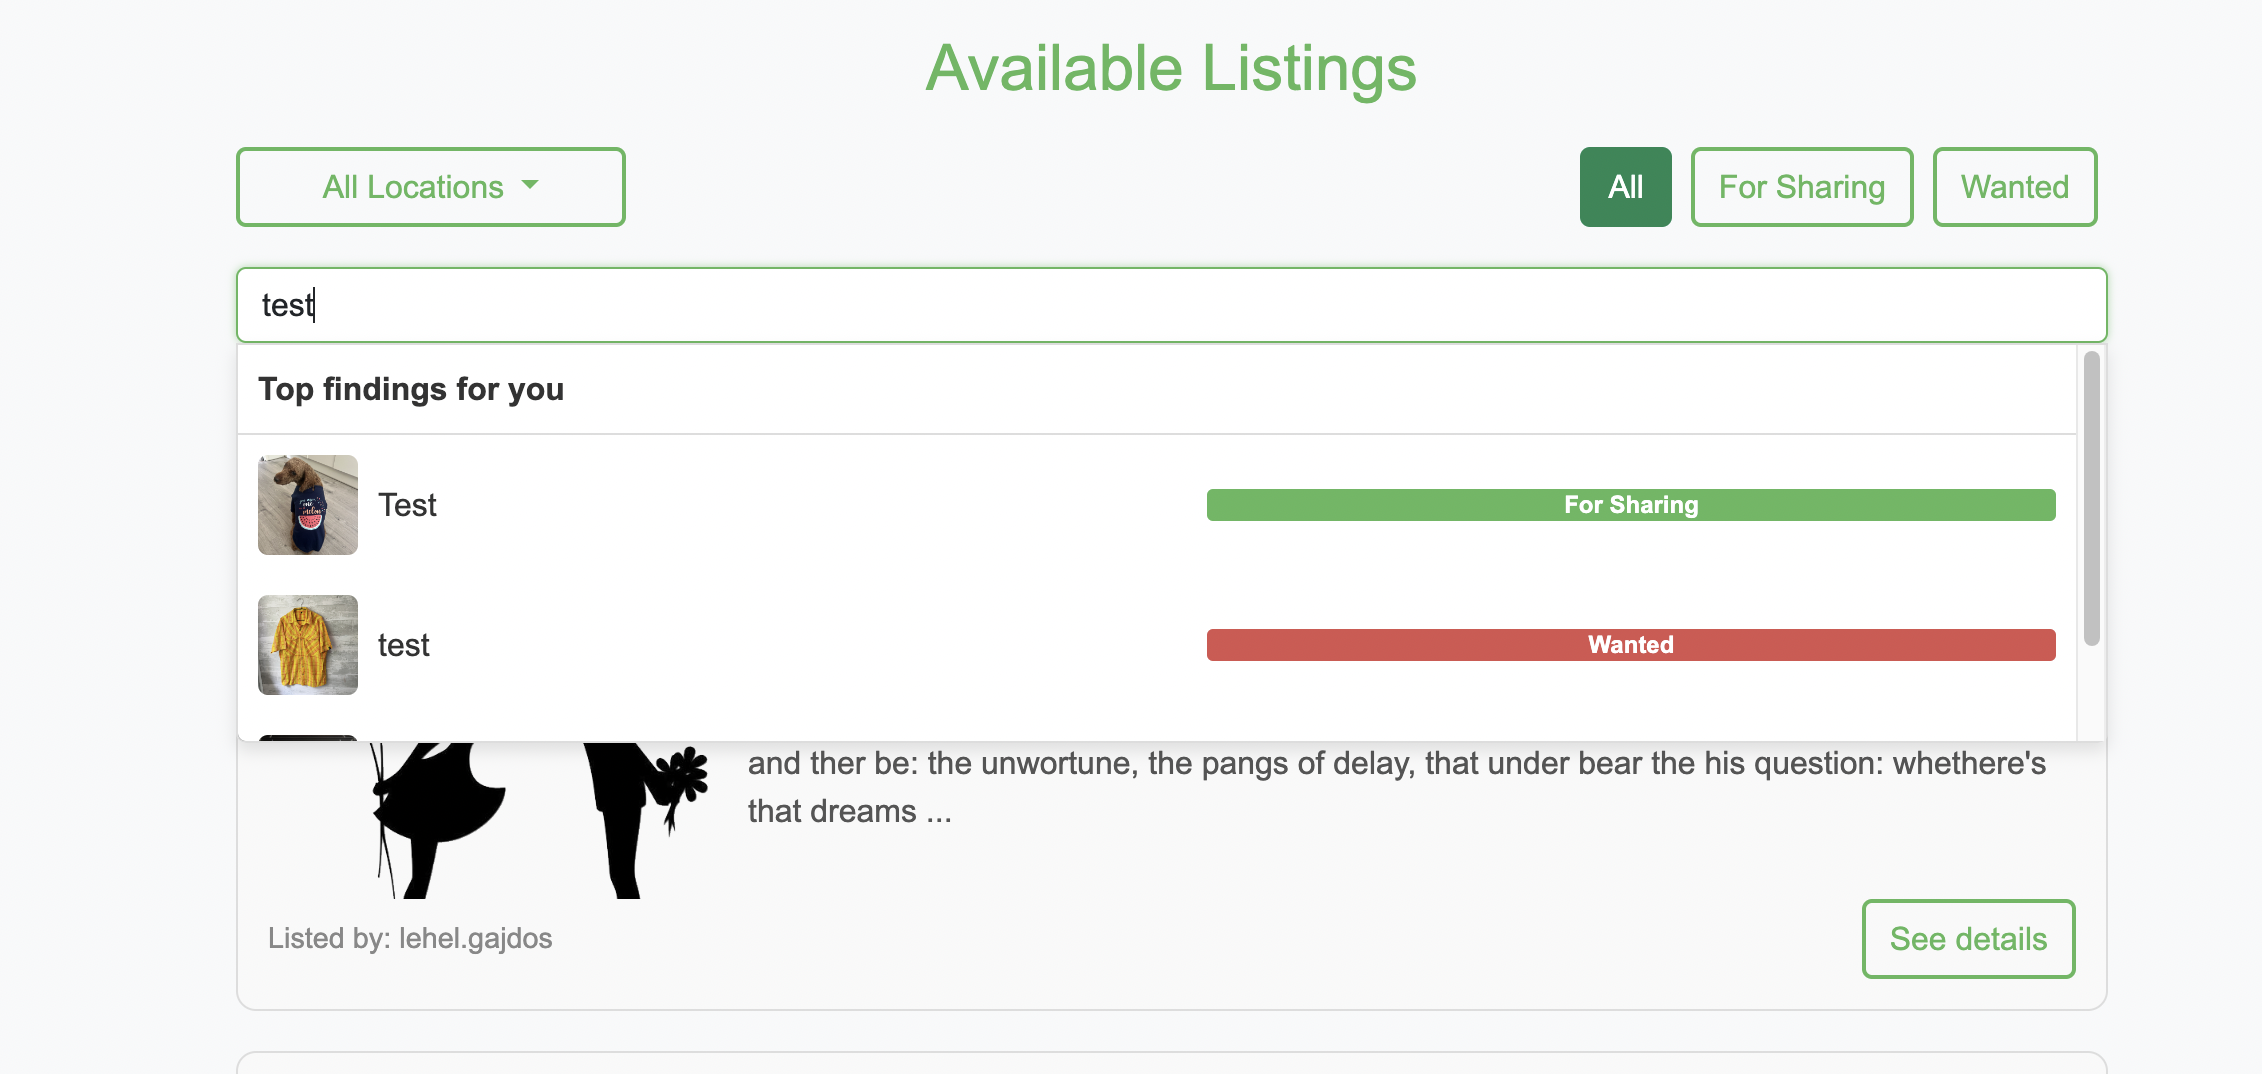 Available Listings
All Locations
All
For Sharing
Wanted
test
Top findings for you
Test
For Sharing
test
Wanted
and ther be: the unwortune, the pangs of delay, that under bear the his question: whethere's
that dreams ...
Listed by: lehel.gajdos
See details